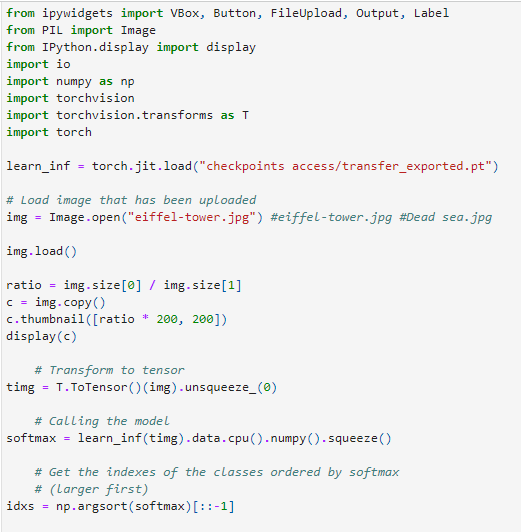 from ipywidgets import VBox, Button, FileUpload, Output, Label
from PIL import Image
from IPython.display import display
import io
import numpy as np
import torchvision
import torchvision.transforms as T
import torch
learn_inf = torch.jit.load("checkpoints access/transfer_exported.pt")
# Load image that has been uploaded
img = Image.open("eiffel-tower.jpg") #eiffel-tower.jpg #Dead sea.jpg
img.load()
ratio = img.size[0] / img.size[1]
c = img.copy()
c.thumbnail([ratio * 200, 200])
display(c)
    # Transform to tensor
timg = T.ToTensor()(img).unsqueeze_(0)
    # Calling the model
softmax = learn_inf(timg).data.cpu().numpy().squeeze()
    # Get the indexes of the classes ordered by softmax
    # (larger first)
idxs = np.argsort(softmax)[::-1]